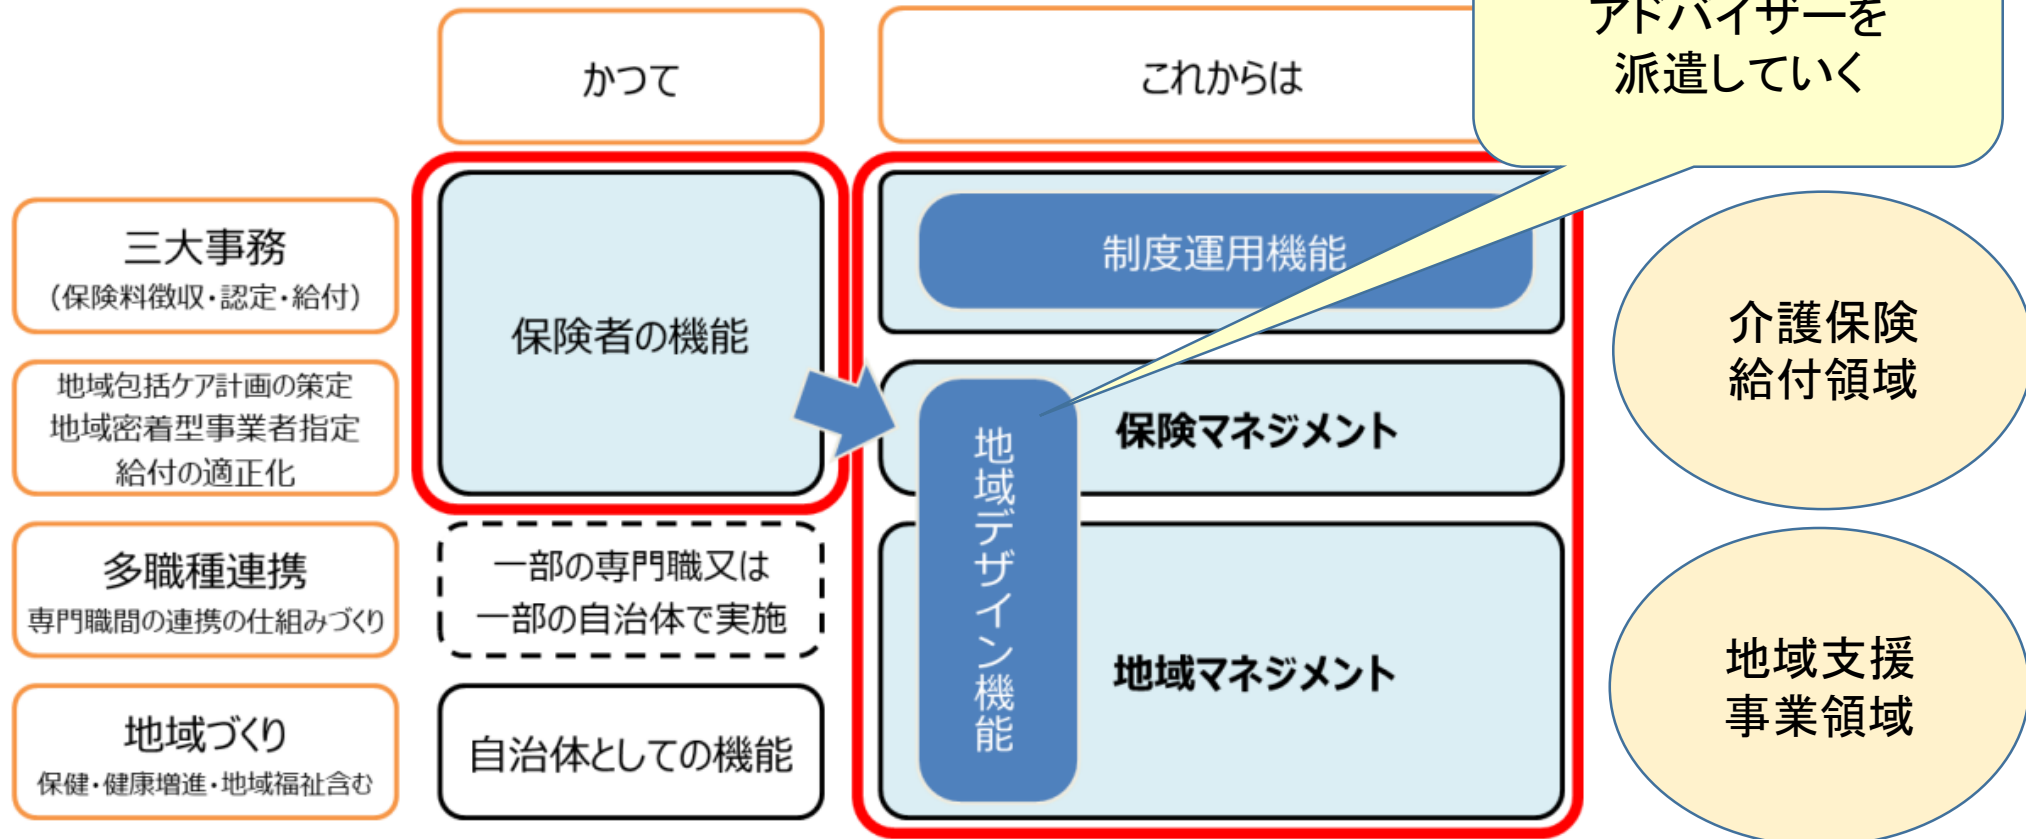 かつて
これからは
アドバイザーを
派遣していく
三大事務
（保険料徴収・認定・給付）
地域包括ケア計画の策定
地域密着型事業者指定
給付の適正化
多職種連携
専門職間の連携の仕組みづくり
地域づくり
保健・健康増進・地域福祉含む
保険者の機能
一部の専門職又は
一部の自治体で実施
自治体としての機能
制度運用機能
地域デザイン機能
保険マネジメント
地域マネジメント
介護保険
給付領域
地域支援
事業領域